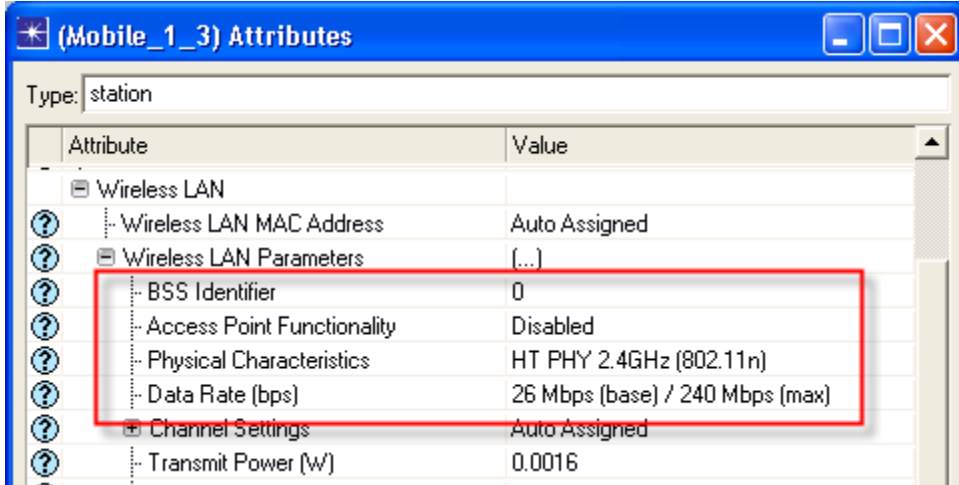 (Mobile_1_3) Attributes
Type: station
Attribute Value
Wireless LAN
Wireless LAN MAC Address Auto Assigned
Wireless LAN Parameters (...)
BSS Identifier 0
Access Point Functionality Disabled
Physical Characteristics HT PHY 2.4GHz (802.11n)
Data Rate (bps) 26 Mbps (base) / 240 Mbps (max)
Channel Settings Auto Assigned
Transmit Power (W) 0.0016